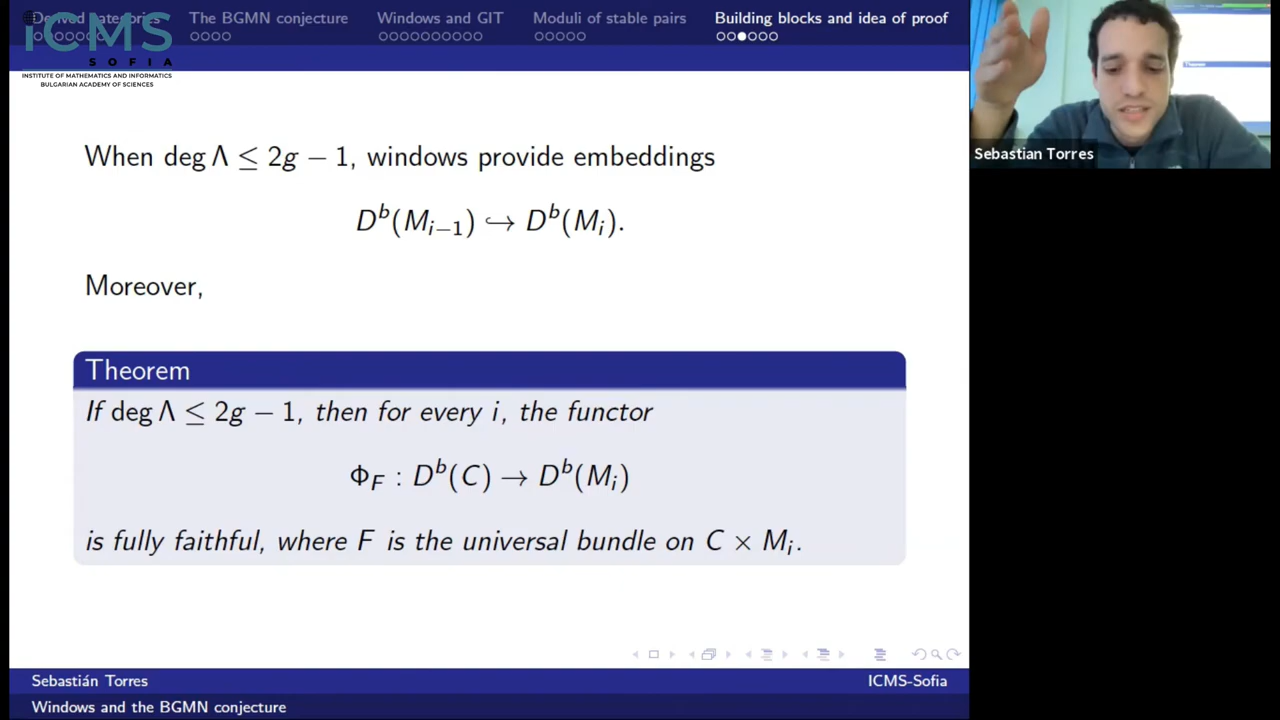 Derived categories The BGMN conjecture Windows and GIT Moduli of stable pairs Building blocks and idea of proof
ICMS
SOFIA
INSTITUTE OF MATHEMATICS AND INFORMATICS
BULGARIAN ACADEMY OF SCIENCES
Sebastian Torres
When deg Λ ≤ 2g − 1, windows provide embeddings
D^b(M_{i−1}) ↪ D^b(M_i).
Moreover,
Theorem
If deg Λ ≤ 2g − 1, then for every i, the functor
Φ_F : D^b(C) → D^b(M_i)
is fully faithful, where F is the universal bundle on C × M_i.
Sebastián Torres ICMS-Sofia
Windows and the BGMN conjecture